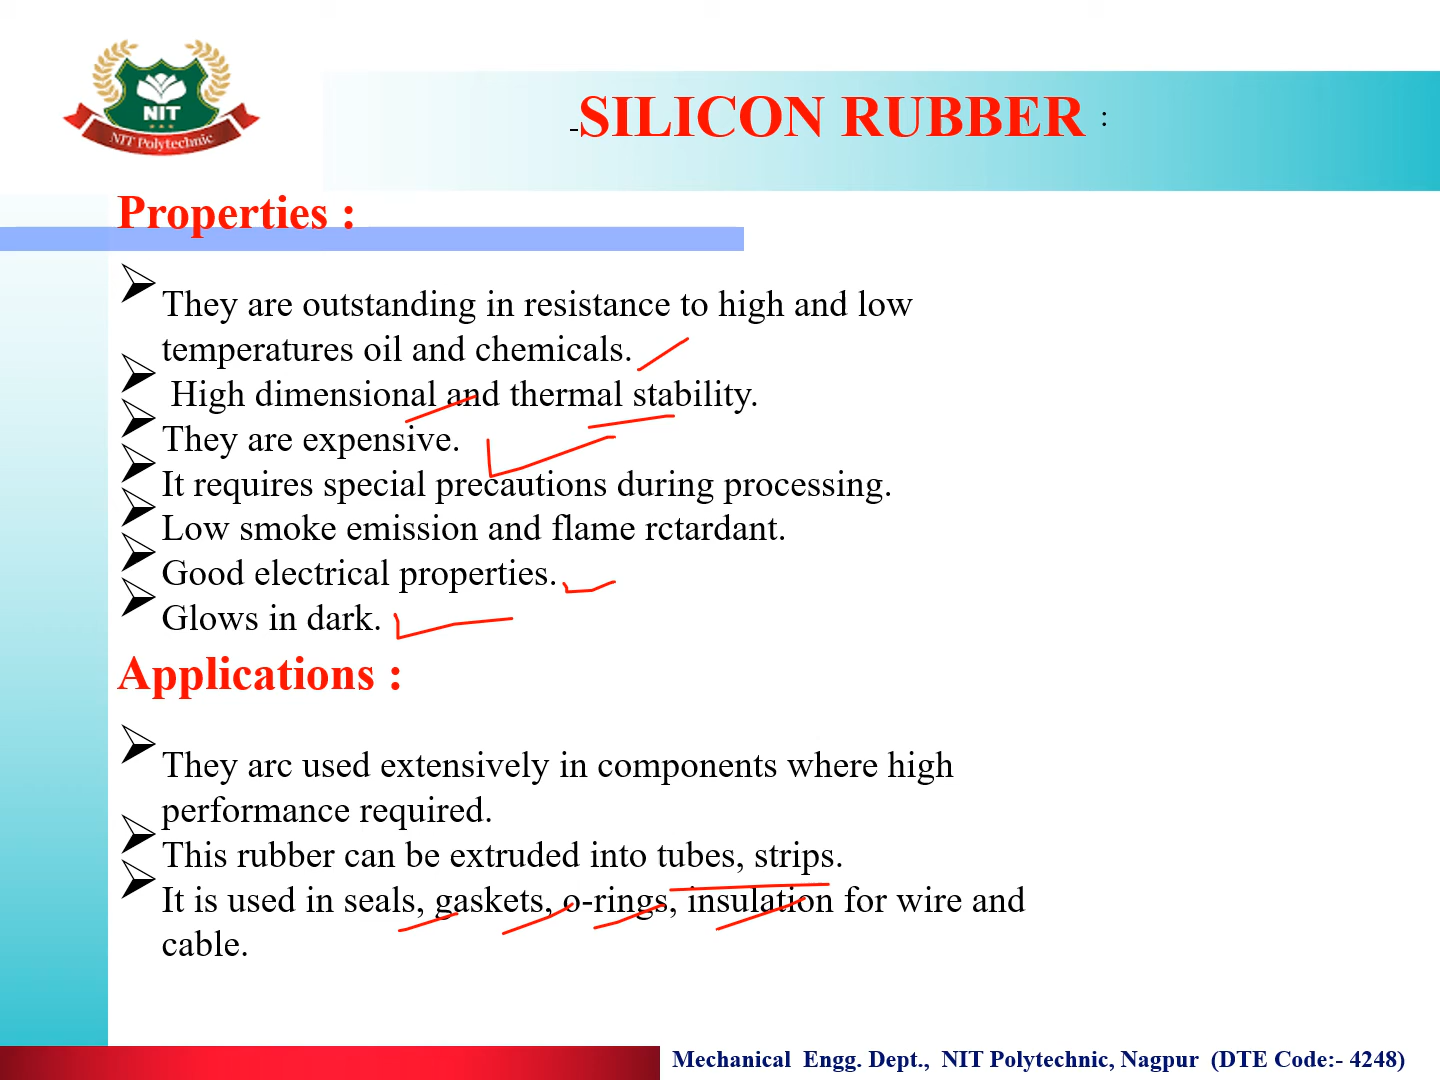 NIT
NIT Polytechnic
-SILICON RUBBER :
Properties :
They are outstanding in resistance to high and low
temperatures oil and chemicals.
High dimensional and thermal stability.
They are expensive.
It requires special precautions during processing.
Low smoke emission and flame rctardant.
Good electrical properties.
Glows in dark.
Applications :
They arc used extensively in components where high
performance required.
This rubber can be extruded into tubes, strips.
It is used in seals, gaskets, o-rings, insulation for wire and
cable.
Mechanical Engg. Dept., NIT Polytechnic, Nagpur (DTE Code:- 4248)